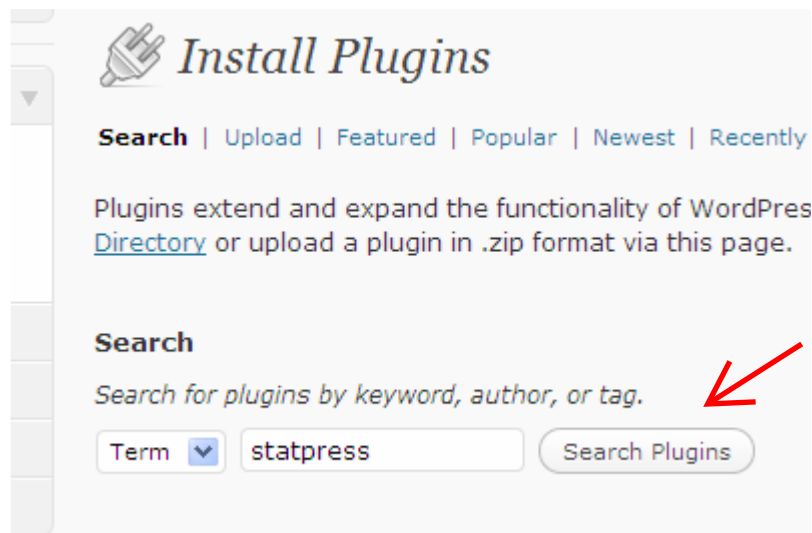 Install Plugins
Search | Upload | Featured | Popular | Newest | Recently
Plugins extend and expand the functionality of WordPres
Directory or upload a plugin in .zip format via this page.
Search
Search for plugins by keyword, author, or tag.
Term statpress Search Plugins